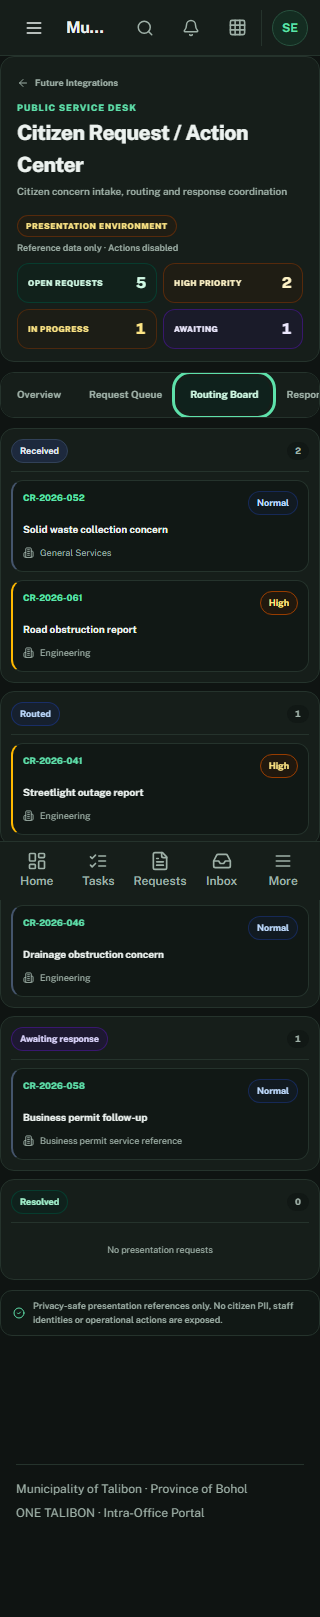 Mu...
SE
Future Integrations
PUBLIC SERVICE DESK
Citizen Request / Action
Center
Citizen concern intake, routing and response coordination
PRESENTATION ENVIRONMENT
Reference data only · Actions disabled
OPEN REQUESTS 5
HIGH PRIORITY 2
IN PROGRESS 1
AWAITING 1
Overview Request Queue Routing Board Respon
Received 2
CR-2026-052 Normal
Solid waste collection concern
General Services
CR-2026-061 High
Road obstruction report
Engineering
Routed 1
CR-2026-041 High
Streetlight outage report
Engineering
Home Tasks Requests Inbox More
CR-2026-046 Normal
Drainage obstruction concern
Engineering
Awaiting response 1
CR-2026-058 Normal
Business permit follow-up
Business permit service reference
Resolved 0
No presentation requests
Privacy-safe presentation references only. No citizen PII, staff
identities or operational actions are exposed.
Municipality of Talibon · Province of Bohol
ONE TALIBON · Intra-Office Portal